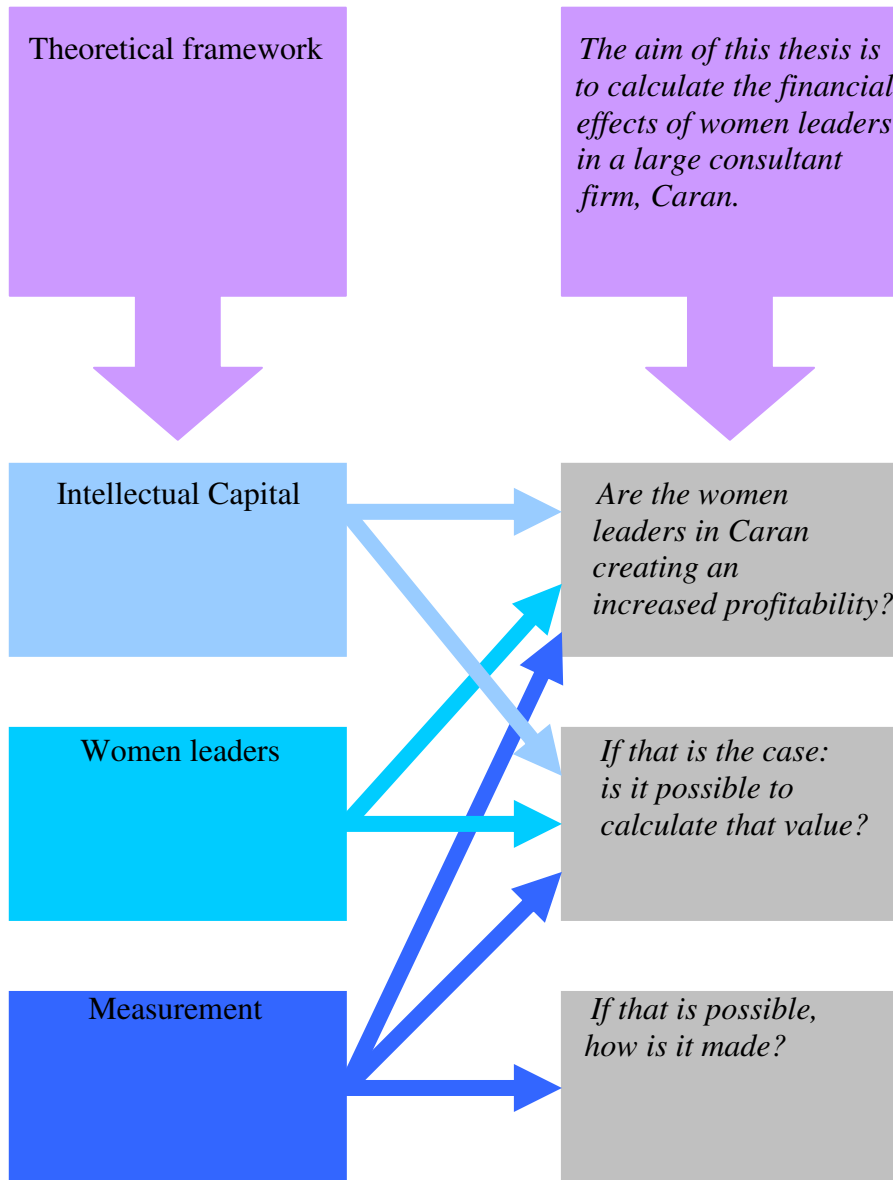 Theoretical framework
The aim of this thesis is
to calculate the financial
effects of women leaders
in a large consultant
firm, Caran.
Intellectual Capital
Are the women
leaders in Caran
creating an
increased profitability?
Women leaders
If that is the case:
is it possible to
calculate that value?
Measurement
If that is possible,
how is it made?